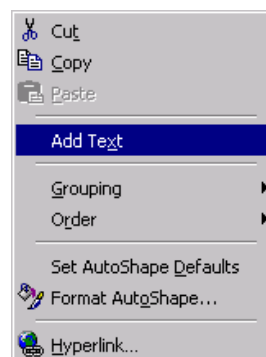 Cut
Copy
Paste
Add Text
Grouping
Order
Set AutoShape Defaults
Format AutoShape...
Hyperlink...